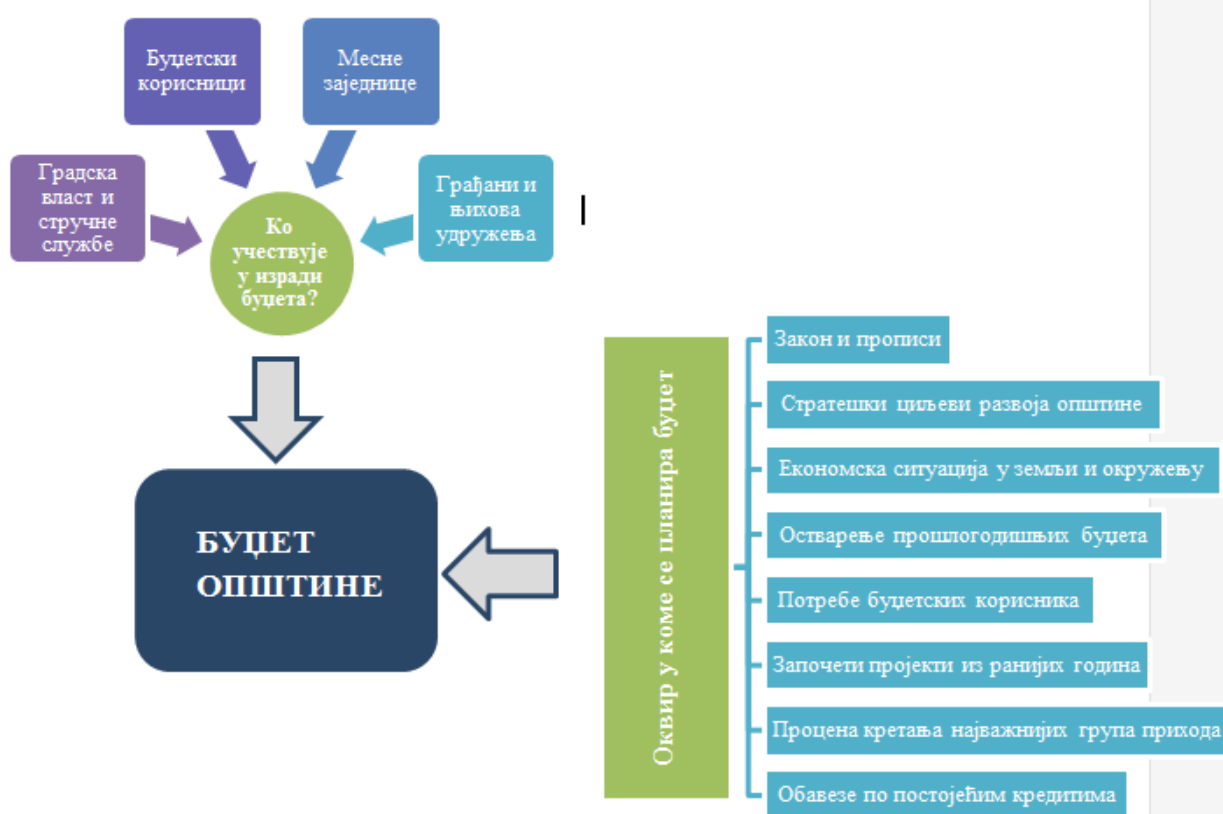 Буџетски
корисници
Месне
заједнице
Градска
власт и
стручне
службе
Грађани и
њихова
удружења
Ко
учествује
у изради
буџета?
БУЏЕТ
ОПШТИНЕ
Оквир у коме се планира буџет
Закон и прописи
Стратешки циљеви развоја општине
Економска ситуација у земљи и окружењу
Остварење прошлогодишњих буџета
Потребе буџетских корисника
Започети пројекти из ранијих година
Процена кретања најважнијих група прихода
Обавезе по постојећим кредитима